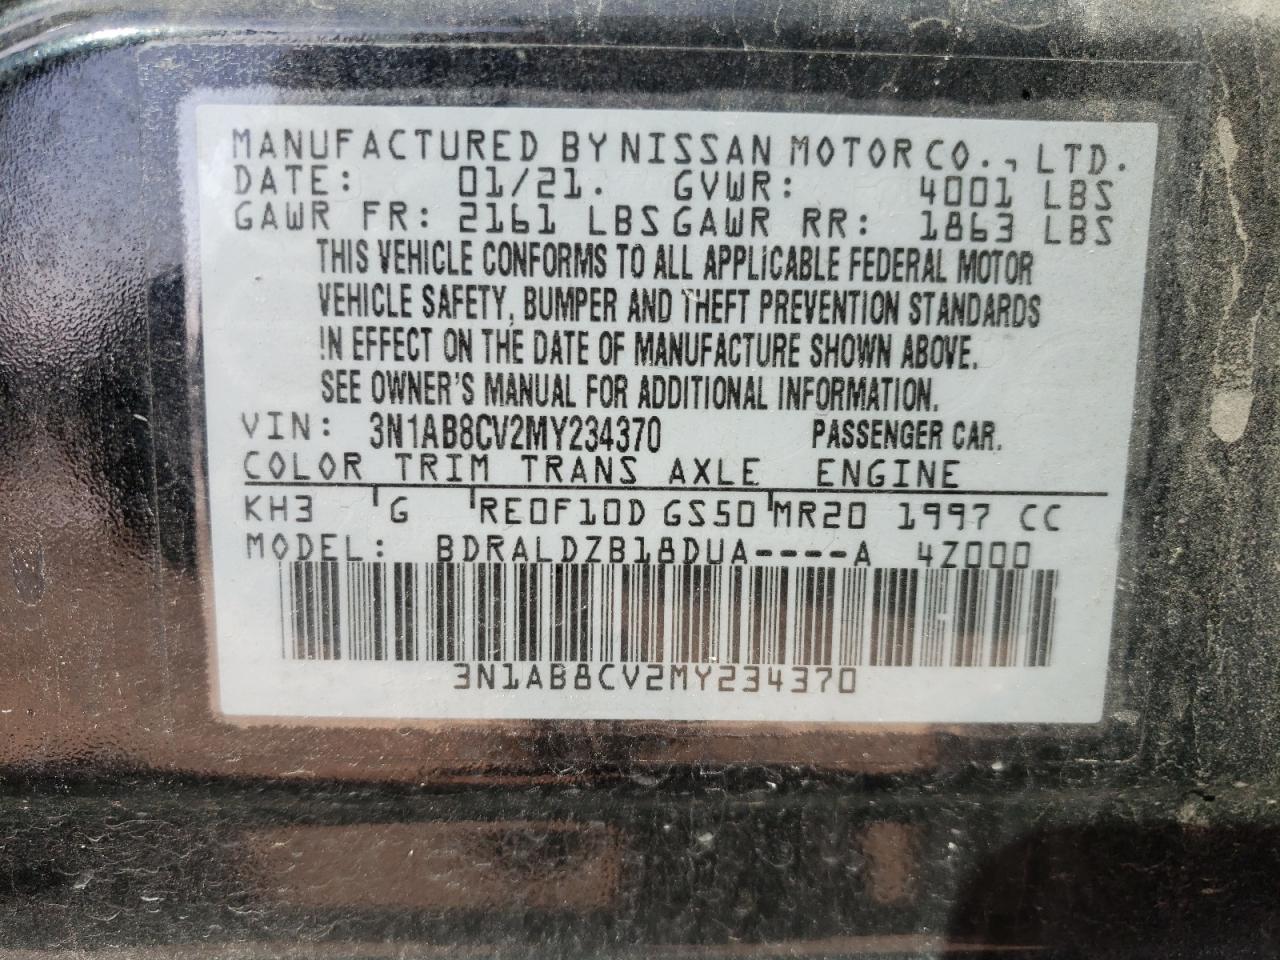 MANUFACTURED BY NISSAN MOTOR CO., LTD.
DATE: 01/21. GVWR: 4001 LBS
GAWR FR: 2161 LBS GAWR RR: 1863 LBS
THIS VEHICLE CONFORMS TO ALL APPLICABLE FEDERAL MOTOR
VEHICLE SAFETY, BUMPER AND THEFT PREVENTION STANDARDS
IN EFFECT ON THE DATE OF MANUFACTURE SHOWN ABOVE.
SEE OWNER'S MANUAL FOR ADDITIONAL INFORMATION.
VIN: 3N1AB8CV2MY234370 PASSENGER CAR.
COLOR TRIM TRANS AXLE ENGINE
KH3 G RE0F10D GS50 MR20 1997 CC
MODEL: BDRALDZB18DUA----A 4Z000
3N1AB8CV2MY234370